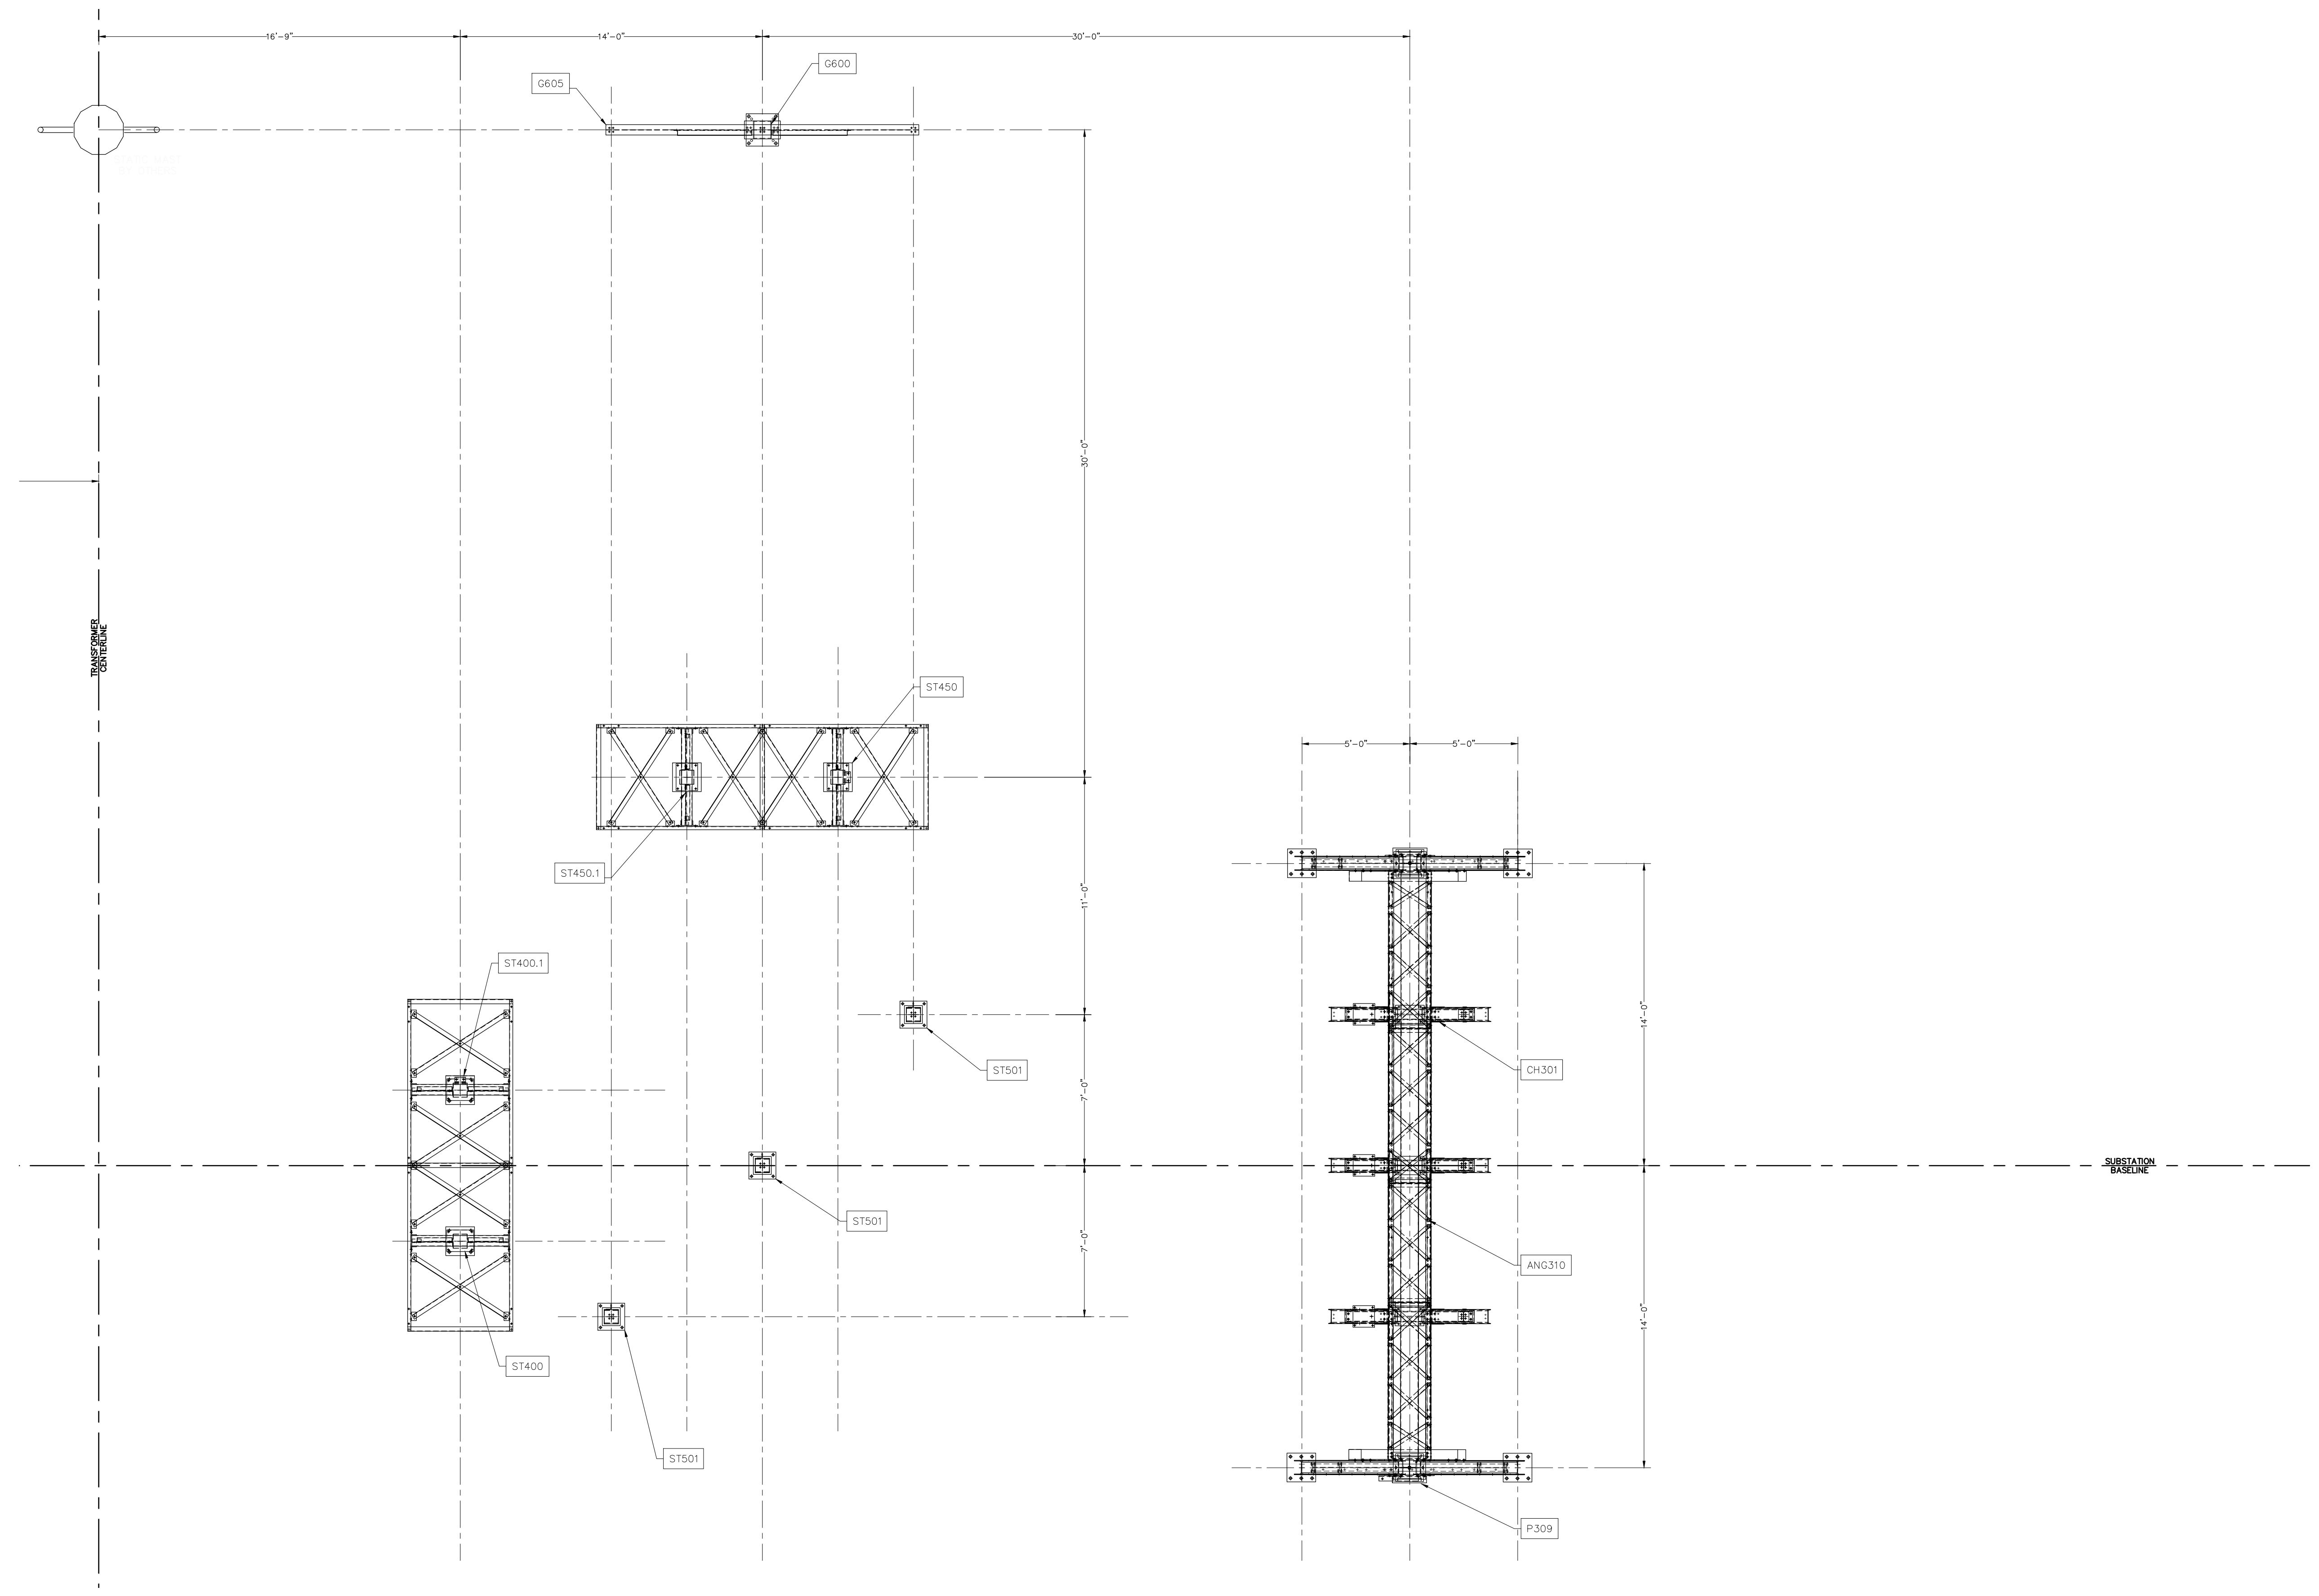 16'-9"
14'-0"
30'-0"
G600
G605
30'-0"
TRANSFORMER
CENTERLINE
ST450
5'-0"
5'-0"
ST450.1
11'-0"
ST400.1
14'-0"
ST501
CH301
7'-0"
SUBSTATION
BASELINE
ST501
7'-0"
ANG310
14'-0"
ST400
ST501
P309